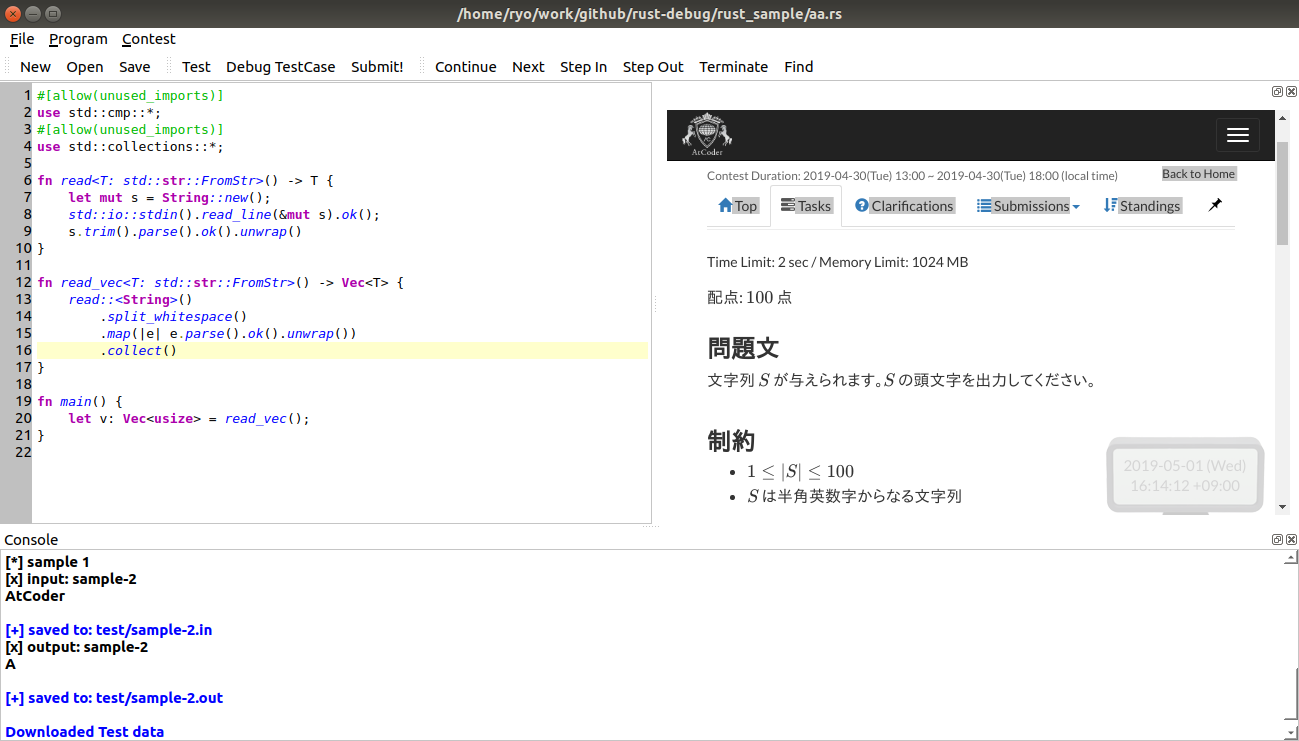 /home/ryo/work/github/rust-debug/rust_sample/aa.rs
File Program Contest
New Open Save Test Debug TestCase Submit! Continue Next Step In Step Out Terminate Find
1 #[allow(unused_imports)]
2 use std::cmp::*;
3 #[allow(unused_imports)]
4 use std::collections::*;
5
6 fn read<T: std::str::FromStr>() -> T {
7     let mut s = String::new();
8     std::io::stdin().read_line(&mut s).ok();
9     s.trim().parse().ok().unwrap()
10 }
11
12 fn read_vec<T: std::str::FromStr>() -> Vec<T> {
13     read::<String>()
14         .split_whitespace()
15         .map(|e| e.parse().ok().unwrap())
16         .collect()
17 }
18
19 fn main() {
20     let v: Vec<usize> = read_vec();
21 }
22
AtCoder
Contest Duration: 2019-04-30(Tue) 13:00 ~ 2019-04-30(Tue) 18:00 (local time) Back to Home
Top Tasks Clarifications Submissions Standings
Time Limit: 2 sec / Memory Limit: 1024 MB
配点: 100 点
問題文
文字列 S が与えられます。S の頭文字を出力してください。
制約
• 1 ≤ |S| ≤ 100
• S は半角英数字からなる文字列
2019-05-01 (Wed)
16:14:12 +09:00
Console
[*] sample 1
[x] input: sample-2
AtCoder
[+] saved to: test/sample-2.in
[x] output: sample-2
A
[+] saved to: test/sample-2.out
Downloaded Test data